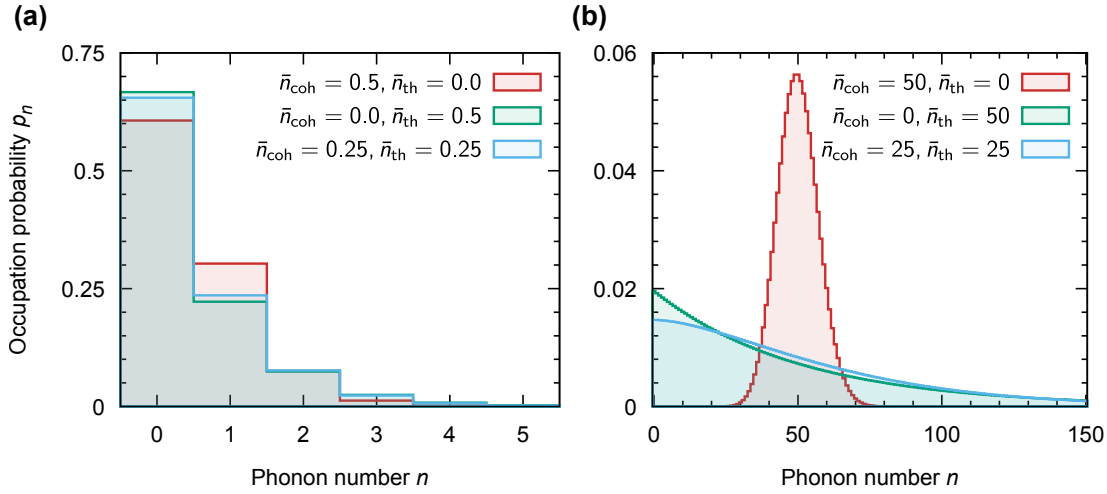 (a)
0.75
0.5
0.25
0
Occupation probability pₙ
n̄_coh = 0.5, n̄_th = 0.0
n̄_coh = 0.0, n̄_th = 0.5
n̄_coh = 0.25, n̄_th = 0.25
0 1 2 3 4 5
Phonon number n
(b)
0.06
0.04
0.02
0
n̄_coh = 50, n̄_th = 0
n̄_coh = 0, n̄_th = 50
n̄_coh = 25, n̄_th = 25
0 50 100 150
Phonon number n